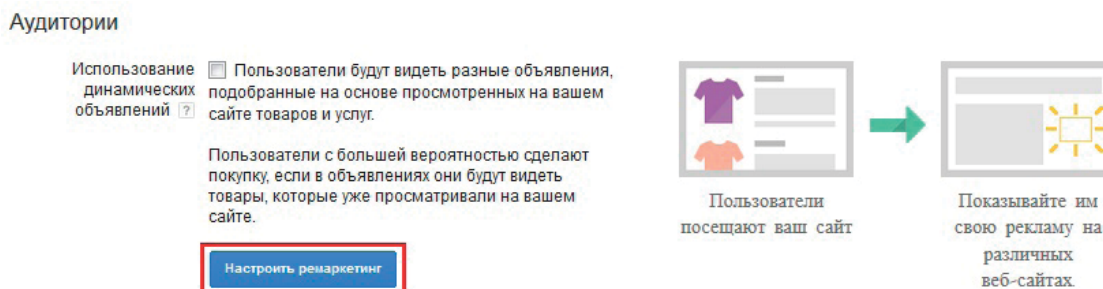 Аудитории
Использование
динамических
объявлений ?
Пользователи будут видеть разные объявления,
подобранные на основе просмотренных на вашем
сайте товаров и услуг.
Пользователи с большей вероятностью сделают
покупку, если в объявлениях они будут видеть
товары, которые уже просматривали на вашем
сайте.
Настроить ремаркетинг
Пользователи
посещают ваш сайт
Показывайте им
свою рекламу на
различных
веб-сайтах.